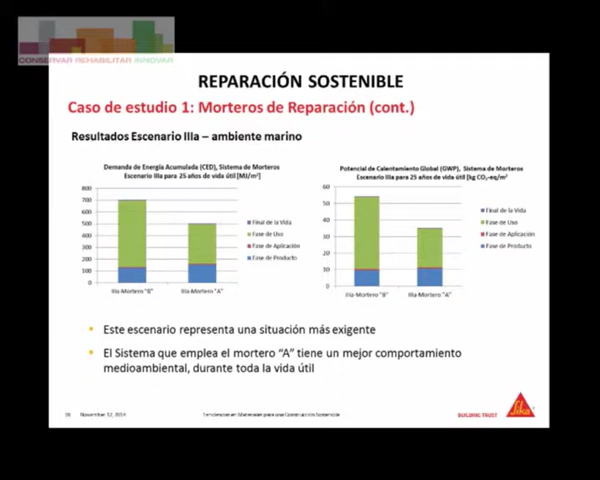 CONSERVAR REHABILITAR INNOVAR
REPARACIÓN SOSTENIBLE
Caso de estudio 1: Morteros de Reparación (cont.)
Resultados Escenario IIIa – ambiente marino
Demanda de Energía Acumulada (CED), Sistema de Morteros
Escenario IIIa para 25 años de vida útil [MJ/m²]
800
700
600
500
400
300
200
100
0
IIIa-Mortero "B"
IIIa-Mortero "A"
Final de la Vida
Fase de Uso
Fase de Aplicación
Fase de Producto
Potencial de Calentamiento Global (GWP), Sistema de Morteros
Escenario IIIa para 25 años de vida útil [kg CO₂-eq/m²
60
50
40
30
20
10
0
IIIa-Mortero "B"
IIIa-Mortero "A"
Final de la Vida
Fase de Uso
Fase de Aplicación
Fase de Producto
Este escenario representa una situación más exigente
El Sistema que emplea el mortero “A” tiene un mejor comportamiento
medioambiental, durante toda la vida útil
November 12, 2014
Tendencias en Materiales para una Construcción Sostenible
BUILDING TRUST
Sika